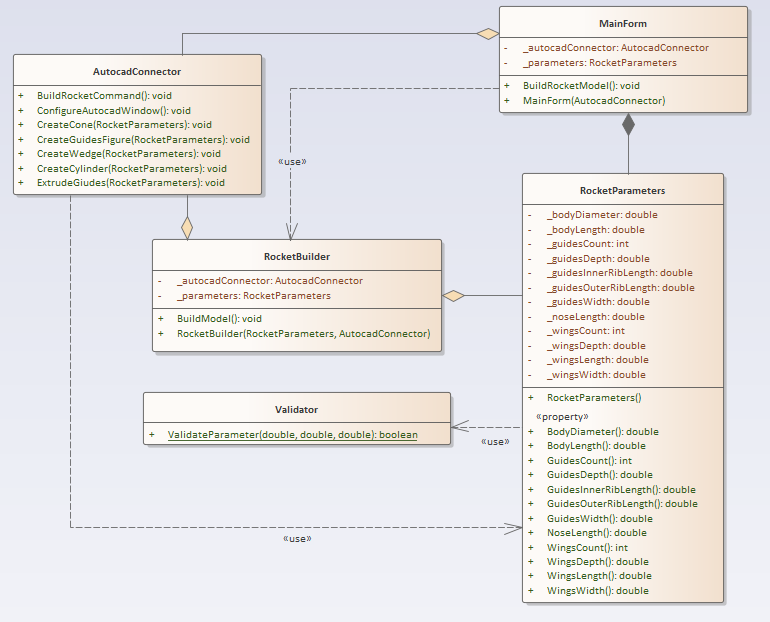 MainForm
- _autocadConnector: AutocadConnector
- _parameters: RocketParameters
+ BuildRocketModel(): void
+ MainForm(AutocadConnector)
AutocadConnector
+ BuildRocketCommand(): void
+ ConfigureAutocadWindow(): void
+ CreateCone(RocketParameters): void
+ CreateGuidesFigure(RocketParameters): void
+ CreateWedge(RocketParameters): void
+ CreateCylinder(RocketParameters): void
+ ExtrudeGiudes(RocketParameters): void
«use»
RocketBuilder
- _autocadConnector: AutocadConnector
- _parameters: RocketParameters
+ BuildModel(): void
+ RocketBuilder(RocketParameters, AutocadConnector)
RocketParameters
- _bodyDiameter: double
- _bodyLength: double
- _guidesCount: int
- _guidesDepth: double
- _guidesInnerRibLength: double
- _guidesOuterRibLength: double
- _guidesWidth: double
- _noseLength: double
- _wingsCount: int
- _wingsDepth: double
- _wingsLength: double
- _wingsWidth: double
+ RocketParameters()
«property»
+ BodyDiameter(): double
+ BodyLength(): double
+ GuidesCount(): int
+ GuidesDepth(): double
+ GuidesInnerRibLength(): double
+ GuidesOuterRibLength(): double
+ GuidesWidth(): double
+ NoseLength(): double
+ WingsCount(): int
+ WingsDepth(): double
+ WingsLength(): double
+ WingsWidth(): double
Validator
+ ValidateParameter(double, double, double): boolean
«use»
«use»